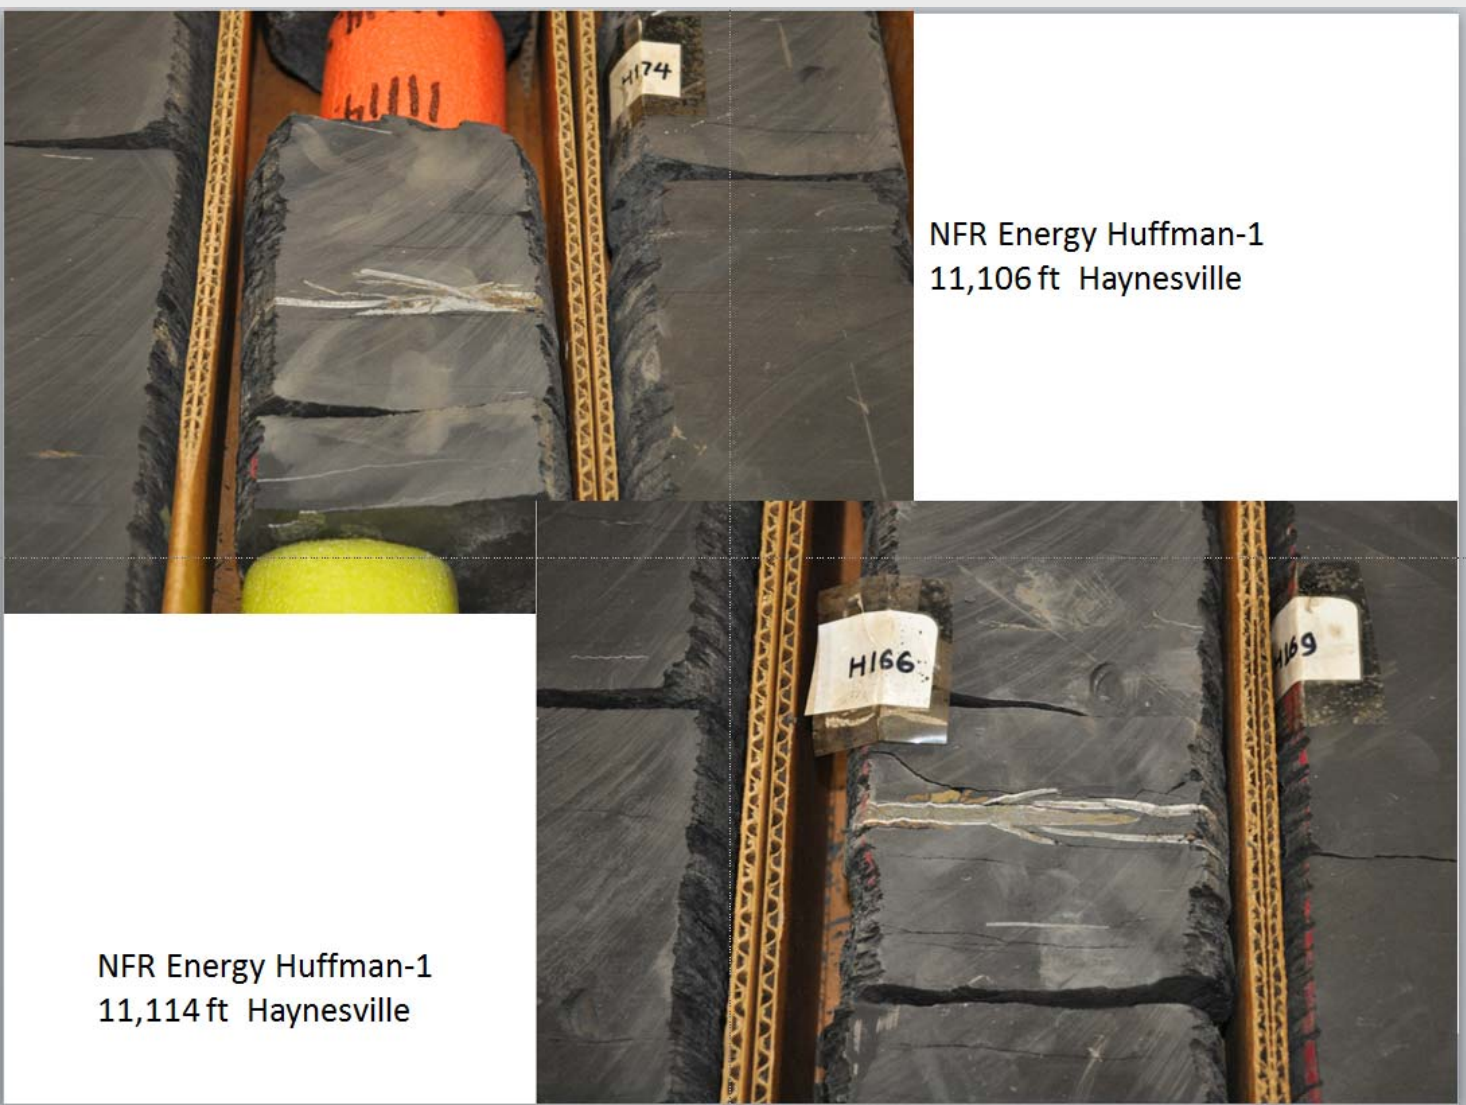 H174
NFR Energy Huffman-1
11,106 ft Haynesville
H166
H169
NFR Energy Huffman-1
11,114 ft Haynesville